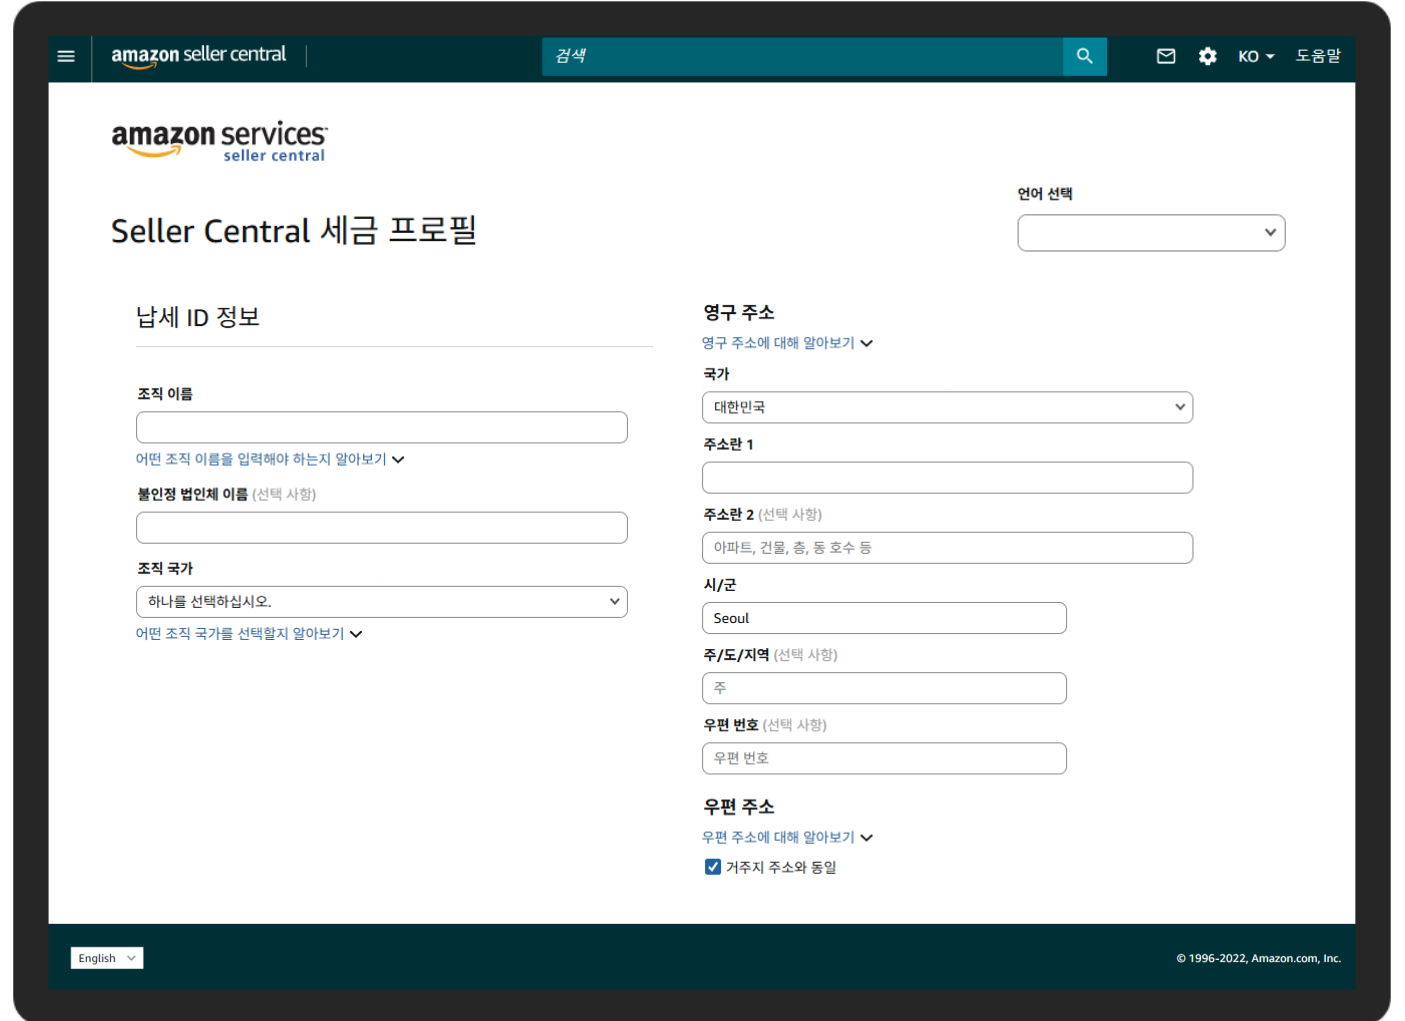 amazon seller central
검색
KO
도움말
amazon services
seller central
언어 선택
Seller Central 세금 프로필
납세 ID 정보
조직 이름
어떤 조직 이름을 입력해야 하는지 알아보기
불인정 법인체 이름 (선택 사항)
조직 국가
하나를 선택하십시오.
어떤 조직 국가를 선택할지 알아보기
영구 주소
영구 주소에 대해 알아보기
국가
대한민국
주소란 1
주소란 2 (선택 사항)
아파트, 건물, 층, 동 호수 등
시/군
Seoul
주/도/지역 (선택 사항)
주
우편 번호 (선택 사항)
우편 번호
우편 주소
우편 주소에 대해 알아보기
거주지 주소와 동일
English
© 1996-2022, Amazon.com, Inc.